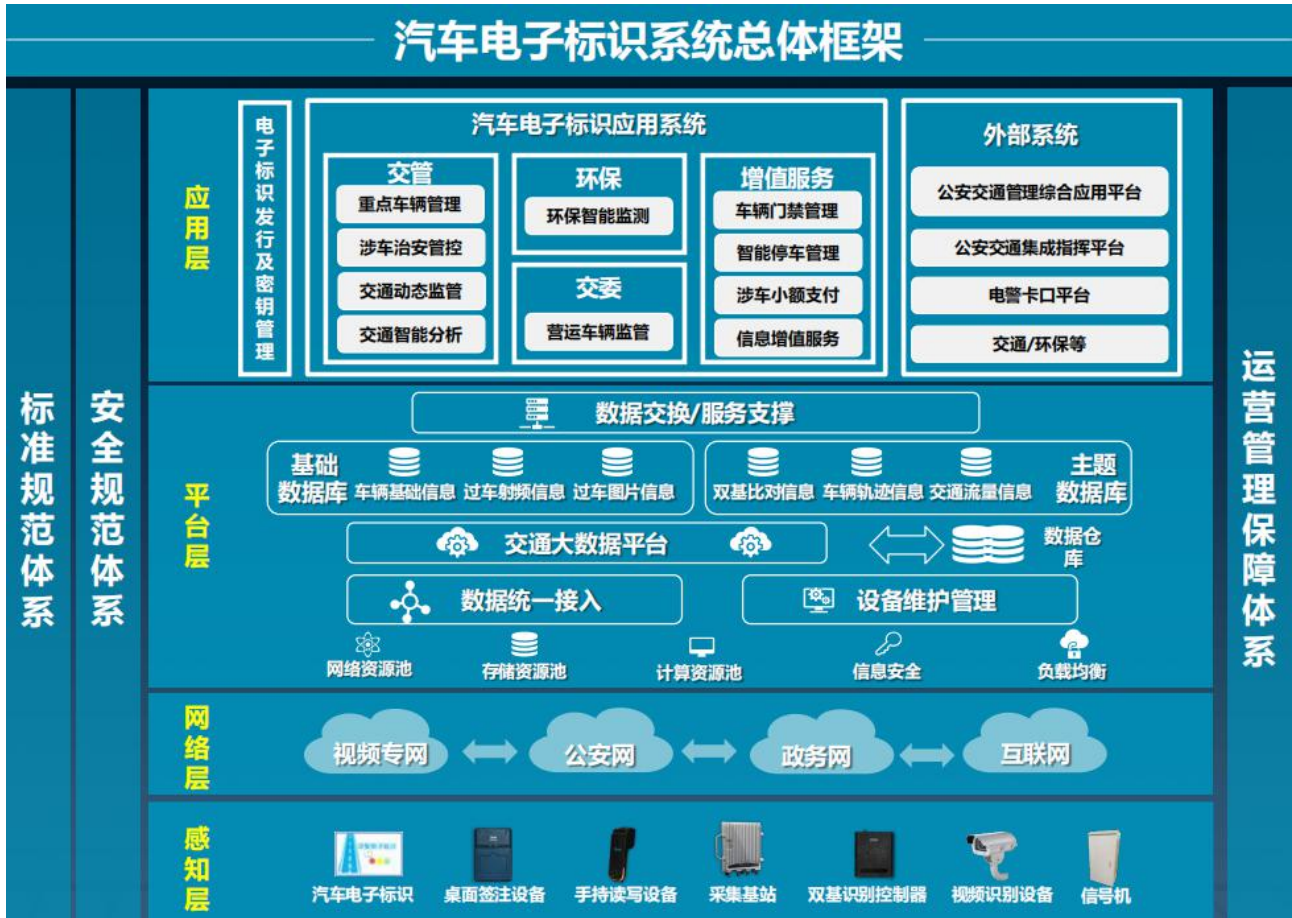 汽车电子标识系统总体框架
标准规范体系
安全规范体系
应用层
电子标识发行及密钥管理
汽车电子标识应用系统
交管
重点车辆管理
涉车治安管控
交通动态监管
交通智能分析
环保
环保智能监测
交委
营运车辆监管
增值服务
车辆门禁管理
智能停车管理
涉车小额支付
信息增值服务
外部系统
公安交通管理综合应用平台
公安交通集成指挥平台
电警卡口平台
交通/环保等
平台层
数据交换/服务支撑
基础
数据库
车辆基础信息
过车射频信息
过车图片信息
双基比对信息
车辆轨迹信息
交通流量信息
主题
数据库
交通大数据平台
数据仓
库
数据统一接入
设备维护管理
网络资源池
存储资源池
计算资源池
信息安全
负载均衡
网络层
视频专网
公安网
政务网
互联网
感知层
汽车电子标识
桌面签注设备
手持读写设备
采集基站
双基识别控制器
视频识别设备
信号机
运营管理保障体系